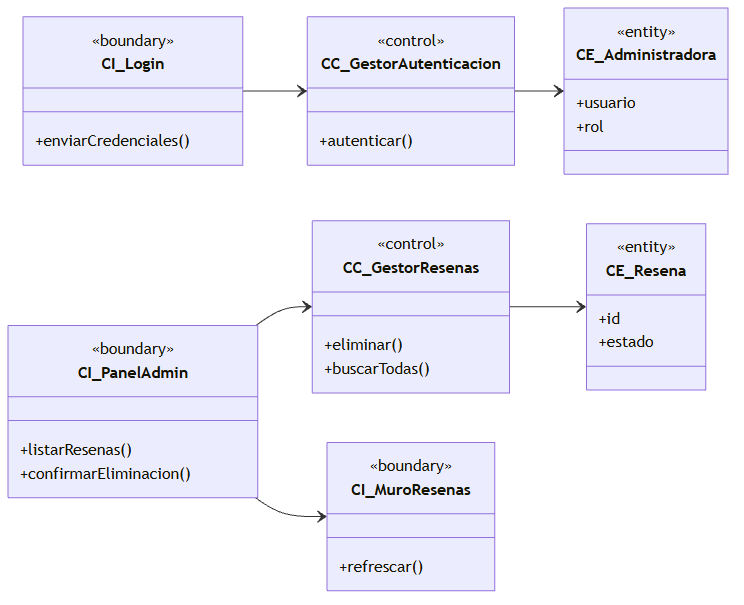 «boundary»
CI_Login
+enviarCredenciales()
«control»
CC_GestorAutenticacion
+autenticar()
«entity»
CE_Administradora
+usuario
+rol
«boundary»
CI_PanelAdmin
+listarResenas()
+confirmarEliminacion()
«control»
CC_GestorResenas
+eliminar()
+buscarTodas()
«entity»
CE_Resena
+id
+estado
«boundary»
CI_MuroResenas
+refrescar()